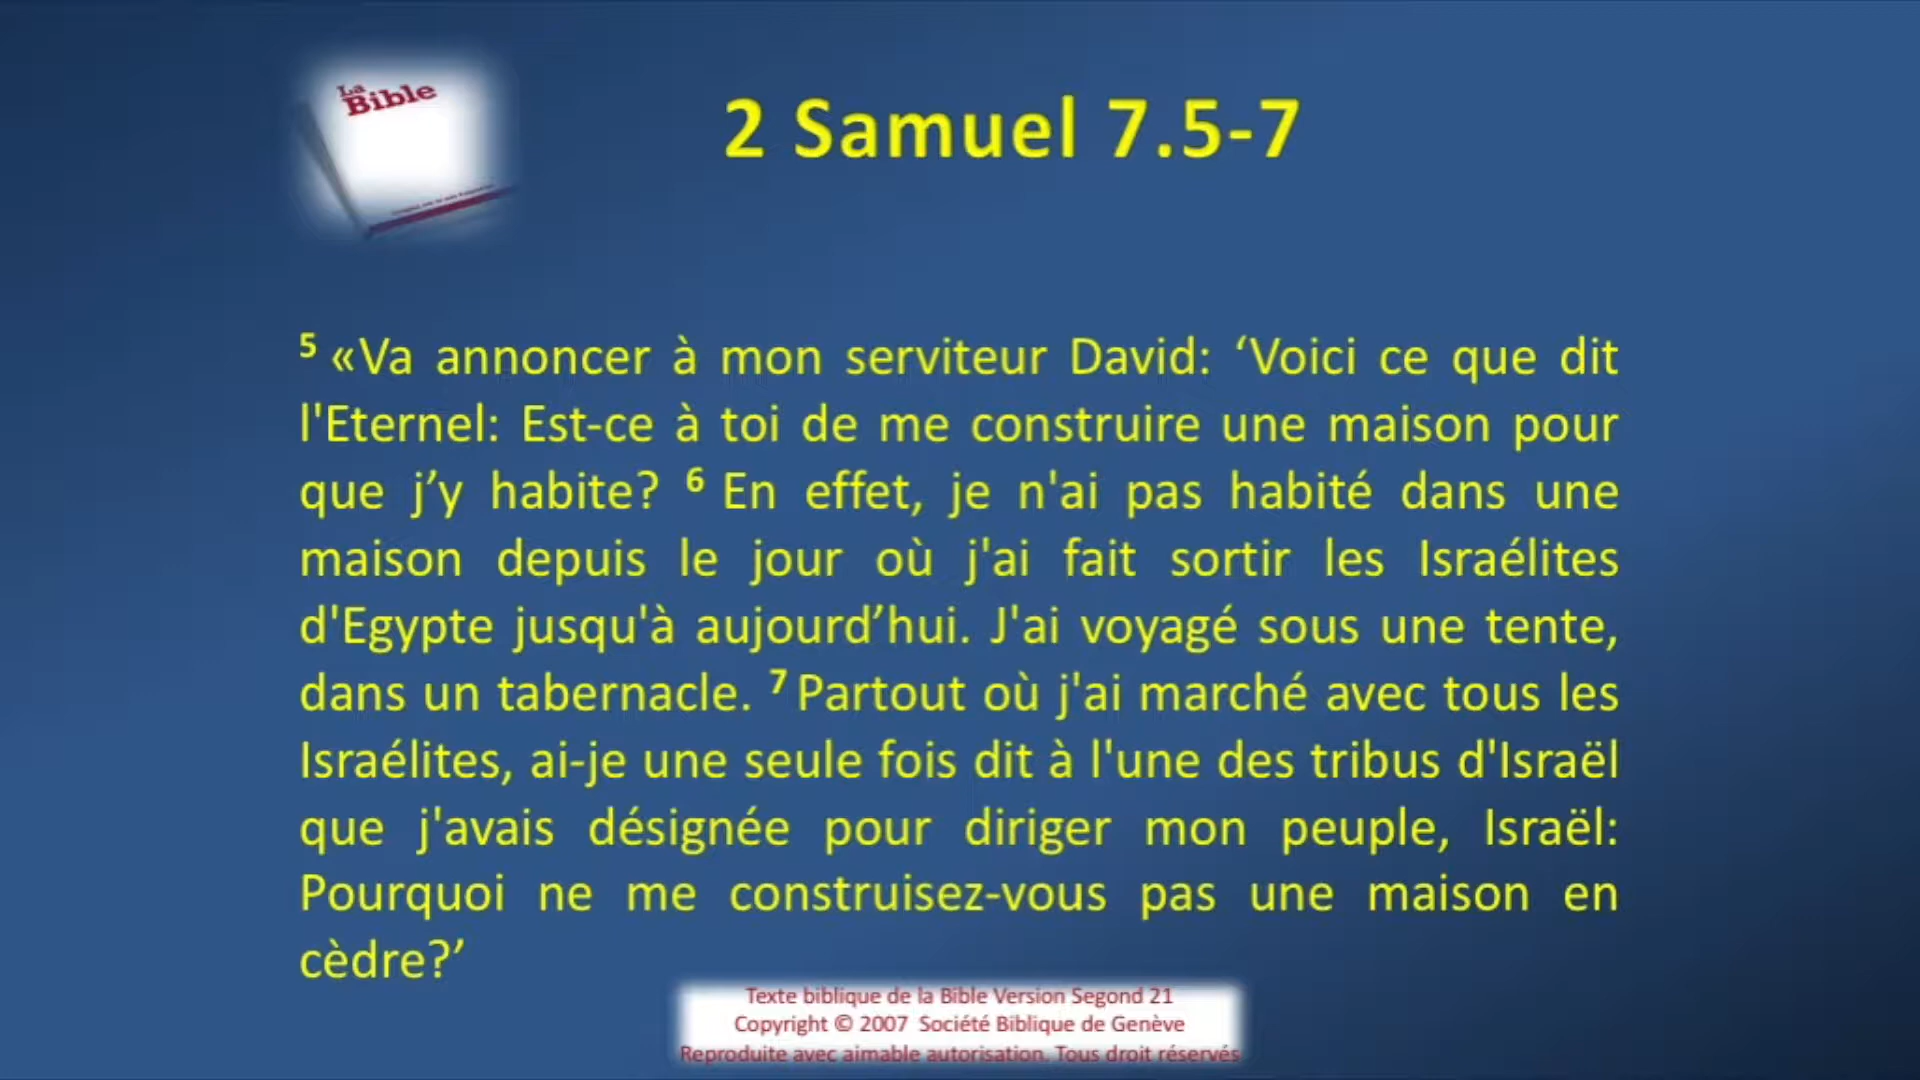 La
Bible
2 Samuel 7.5-7
5 «Va annoncer à mon serviteur David: ‘Voici ce que dit
l'Eternel: Est-ce à toi de me construire une maison pour
que j’y habite? 6 En effet, je n'ai pas habité dans une
maison depuis le jour où j'ai fait sortir les Israélites
d'Egypte jusqu'à aujourd’hui. J'ai voyagé sous une tente,
dans un tabernacle. 7 Partout où j'ai marché avec tous les
Israélites, ai-je une seule fois dit à l'une des tribus d'Israël
que j'avais désignée pour diriger mon peuple, Israël:
Pourquoi ne me construisez-vous pas une maison en
cèdre?’
Texte biblique de la Bible Version Segond 21
Copyright © 2007 Société Biblique de Genève
Reproduite avec aimable autorisation. Tous droit réservés